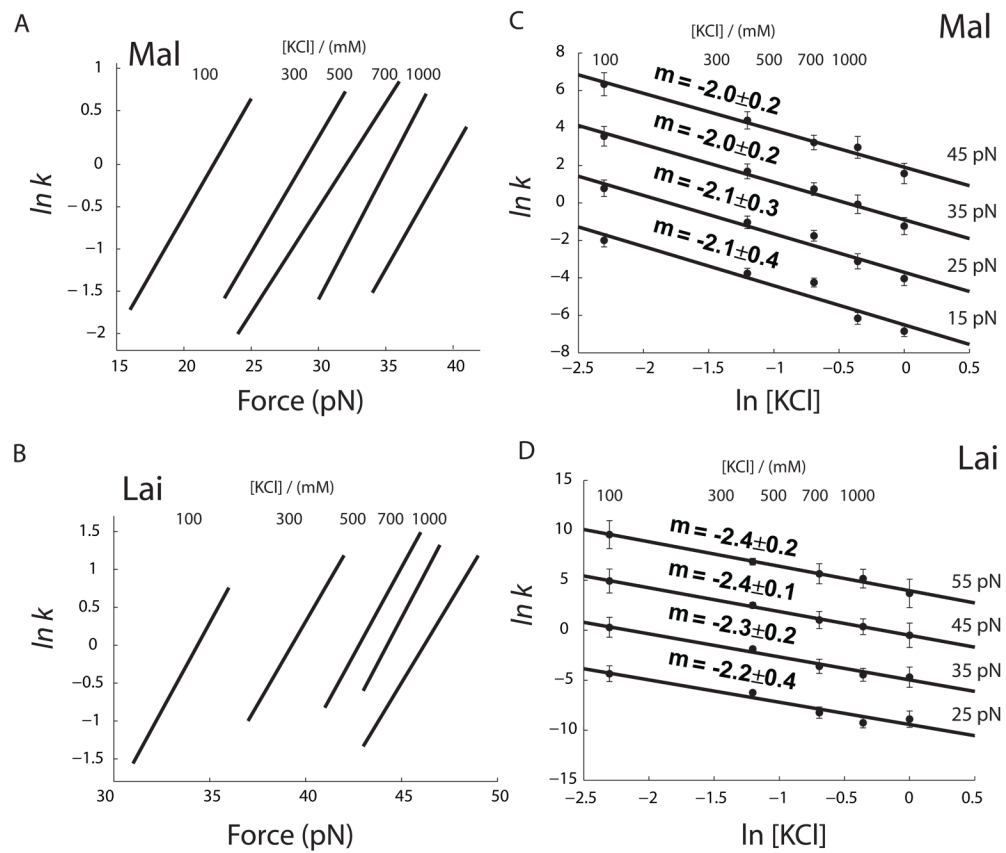 A
Mal
[KCl] / (mM)
100 300 500 700 1000
1
0.5
0
−0.5
−1
−1.5
−2
ln k
15 20 25 30 35 40
Force (pN)
B
Lai
[KCl] / (mM)
100 300 500 700 1000
1.5
1
0.5
0
−0.5
−1
−1.5
ln k
30 35 40 45 50
Force (pN)
C
Mal
[KCl] / (mM)
100 300 500 700 1000
8
6
4
2
0
−2
−4
−6
−8
ln k
m = -2.0±0.2
m = -2.0±0.2
m = -2.1±0.3
m = -2.1±0.4
45 pN
35 pN
25 pN
15 pN
−2.5 −2 −1.5 −1 −0.5 0 0.5
ln [KCl]
D
Lai
[KCl] / (mM)
100 300 500 700 1000
15
10
5
0
−5
−10
−15
ln k
m = -2.4±0.2
m = -2.4±0.1
m = -2.3±0.2
m = -2.2±0.4
55 pN
45 pN
35 pN
25 pN
−2.5 −2 −1.5 −1 −0.5 0 0.5
ln [KCl]